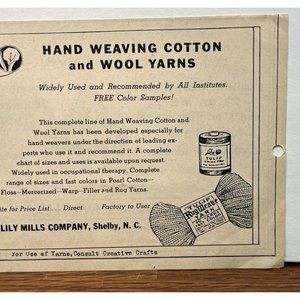 HAND WEAVING COTTON
and WOOL YARNS
Widely Used and Recommended by All Institutes.
FREE Color Samples!
This complete line of Hand Weaving Cotton and
Wool Yarns has been developed especially for
hand weavers under the direction of leading ex-
perts who use it and recommend it. A complete
chart of sizes and uses is available upon request.
Widely used in occupational therapy. Complete
range of sizes and last colors in Pearl Cotton—
Floss—Mercerized—Warp—Filler and Rug Yarns.
ite for Price List . . . Direct Factory to User
LILY MILLS COMPANY, Shelby, N. C.
Lily
TULIP
RUG YARN
For Use of Yarns, Consult Creative Crafts